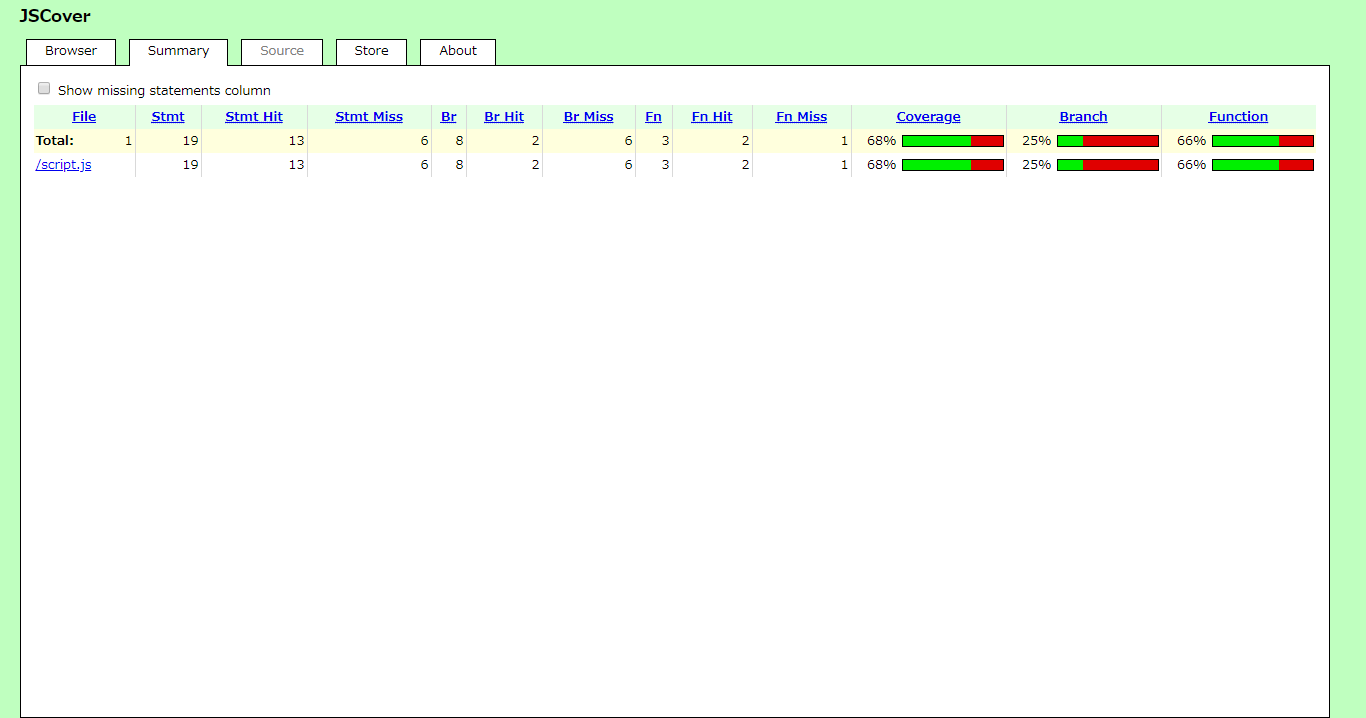 JSCover
Browser Summary Source Store About
Show missing statements column
File Stmt Stmt Hit Stmt Miss Br Br Hit Br Miss Fn Fn Hit Fn Miss Coverage Branch Function
Total: 1 19 13 6 8 2 6 3 2 1 68% 25% 66%
/script.js 19 13 6 8 2 6 3 2 1 68% 25% 66%